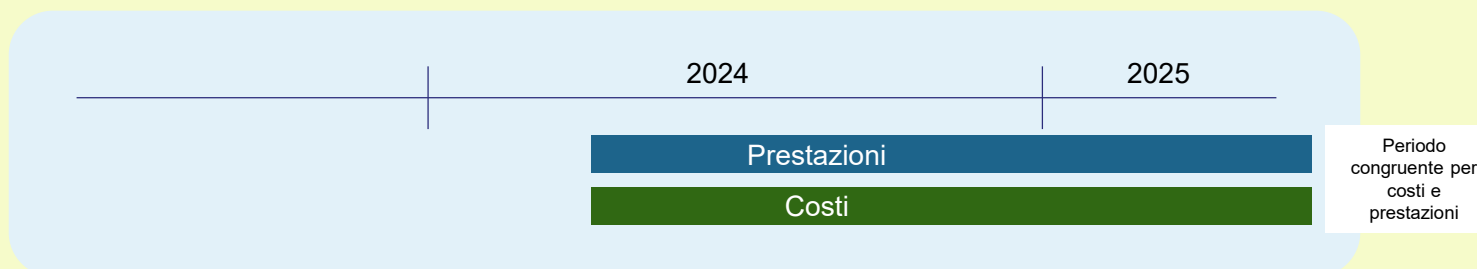 2024
2025
Prestazioni
Costi
Periodo
congruente per
costi e
prestazioni